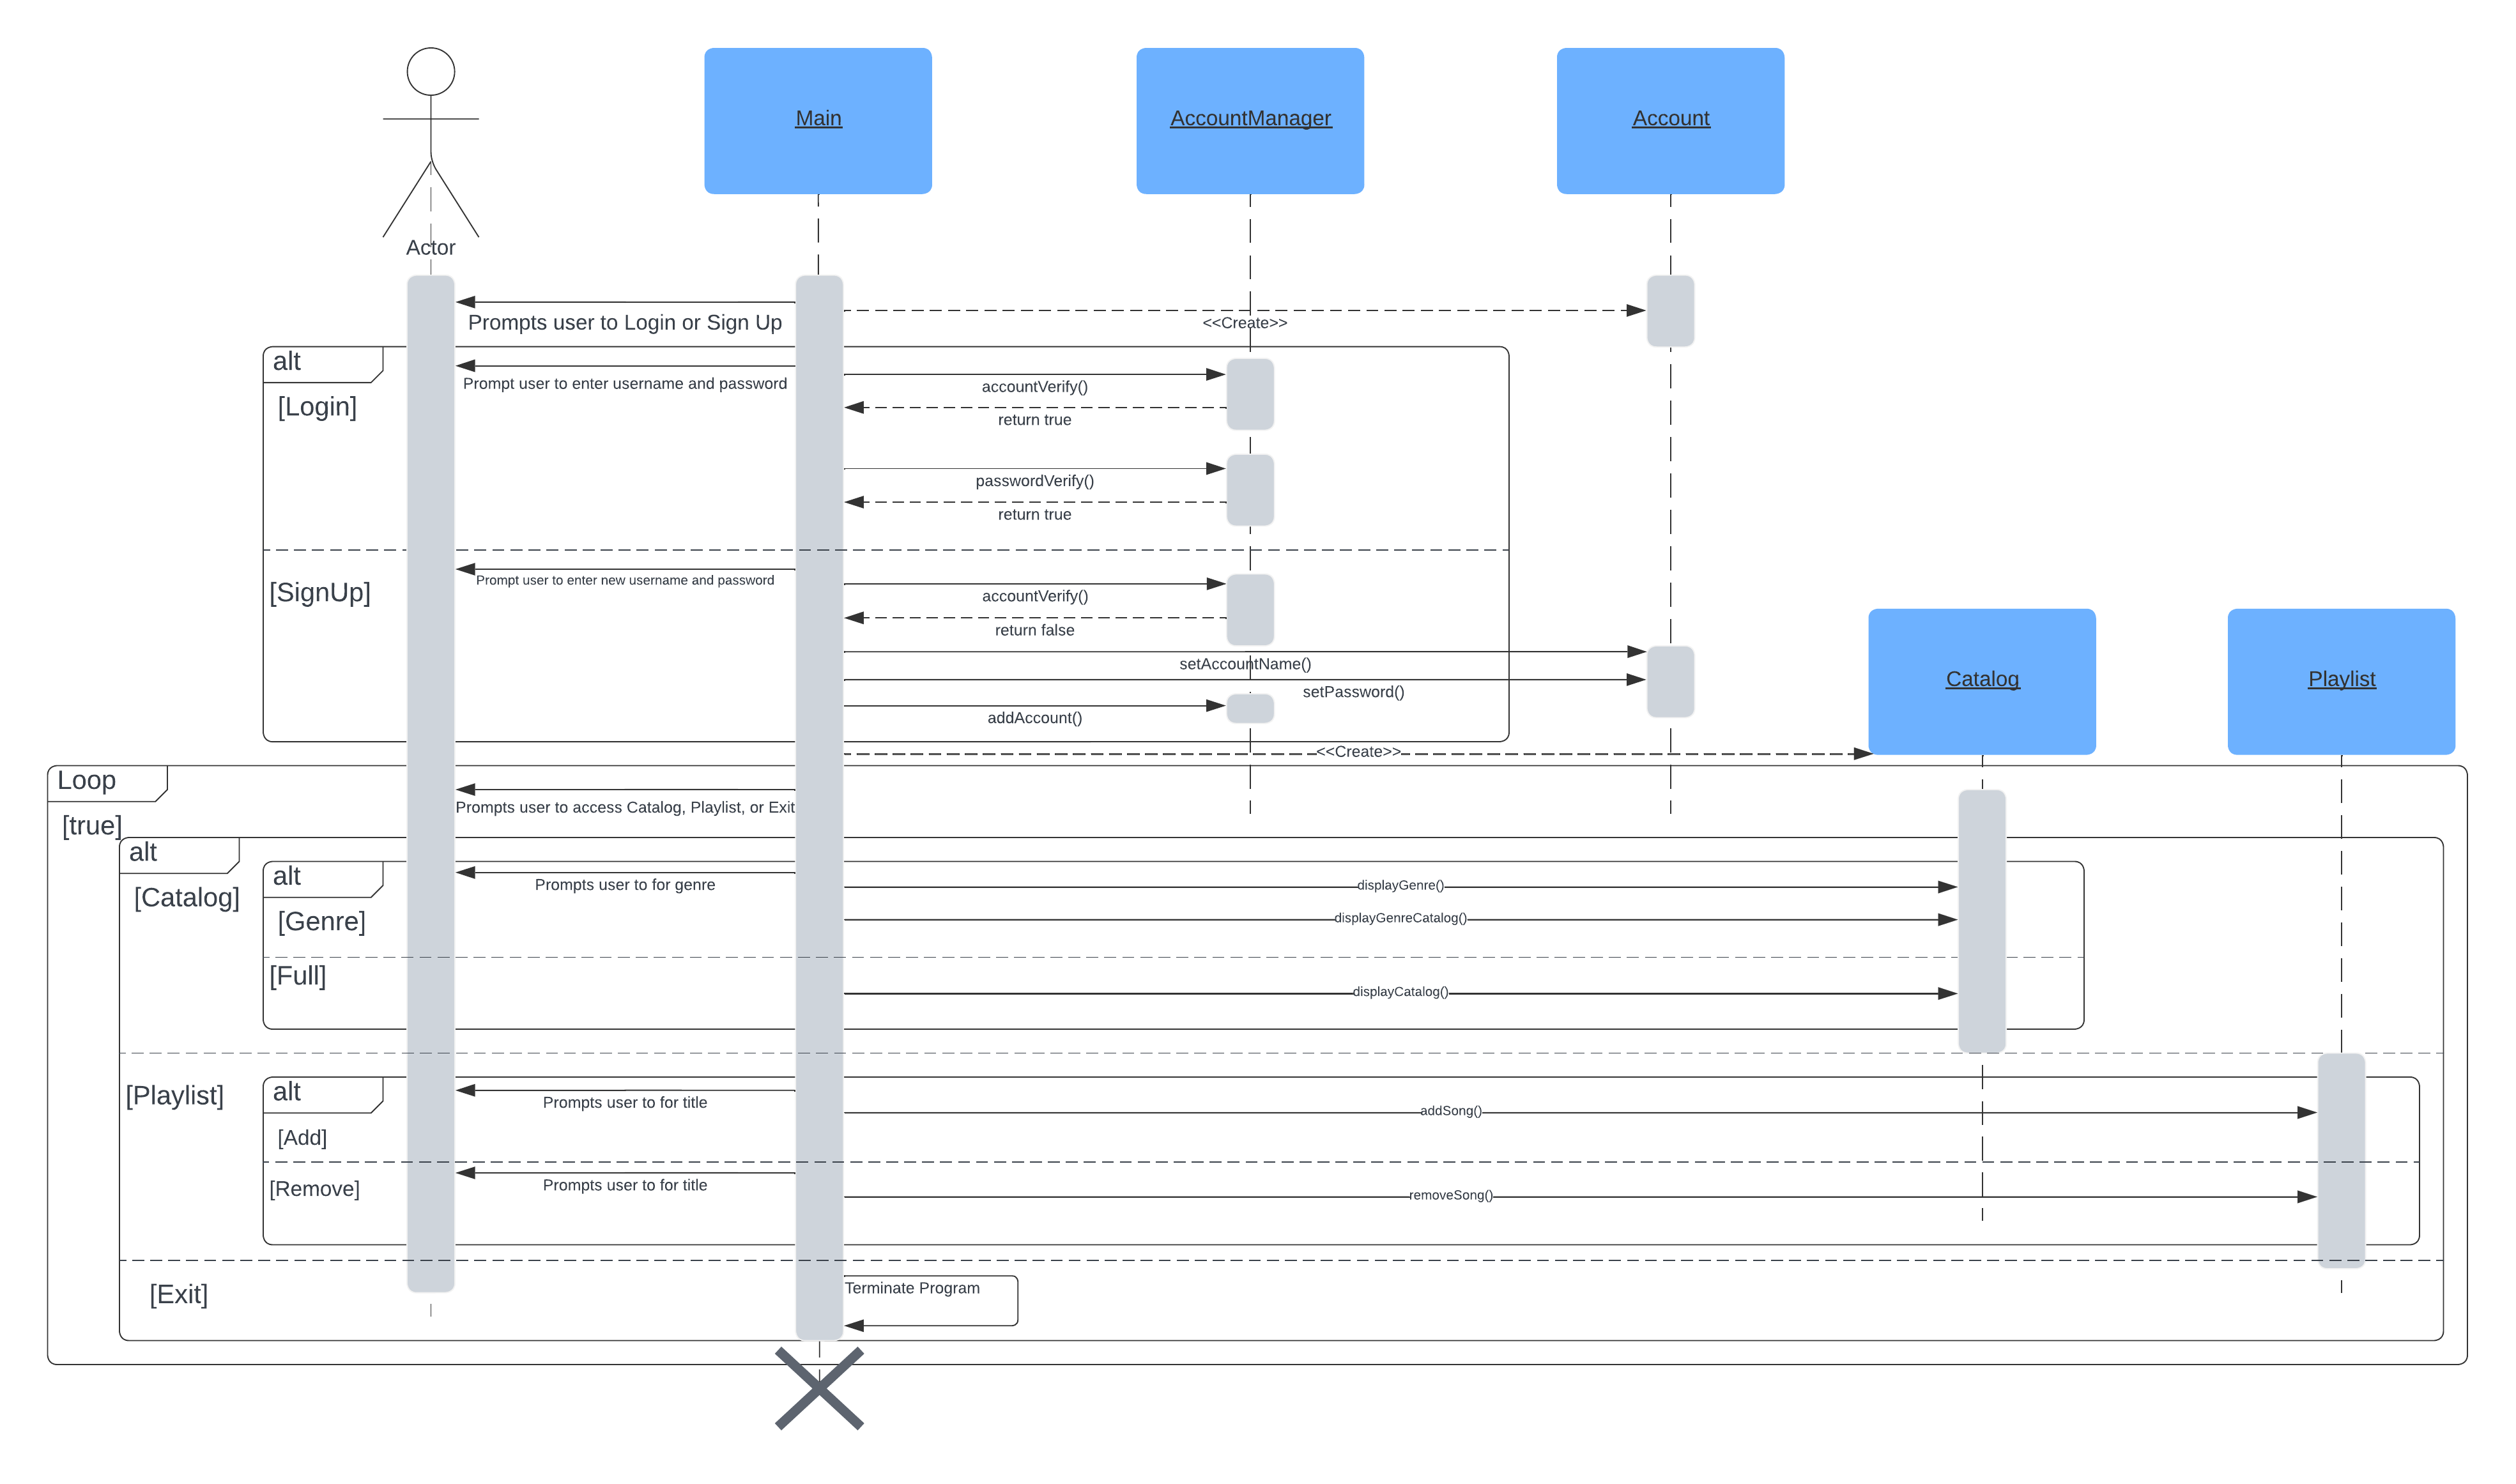 Main
AccountManager
Account
Actor
Prompts user to Login or Sign Up
<<Create>>
alt
Prompt user to enter username and password
accountVerify()
[Login]
return true
passwordVerify()
return true
Prompt user to enter new username and password
[SignUp]
accountVerify()
return false
setAccountName()
Catalog
Playlist
setPassword()
addAccount()
<<Create>>
Loop
Prompts user to access Catalog, Playlist, or Exit
[true]
alt
alt
Prompts user to for genre
displayGenre()
[Catalog]
[Genre]
displayGenreCatalog()
[Full]
displayCatalog()
alt
[Playlist]
Prompts user to for title
addSong()
[Add]
[Remove]
Prompts user to for title
removeSong()
[Exit]
Terminate Program